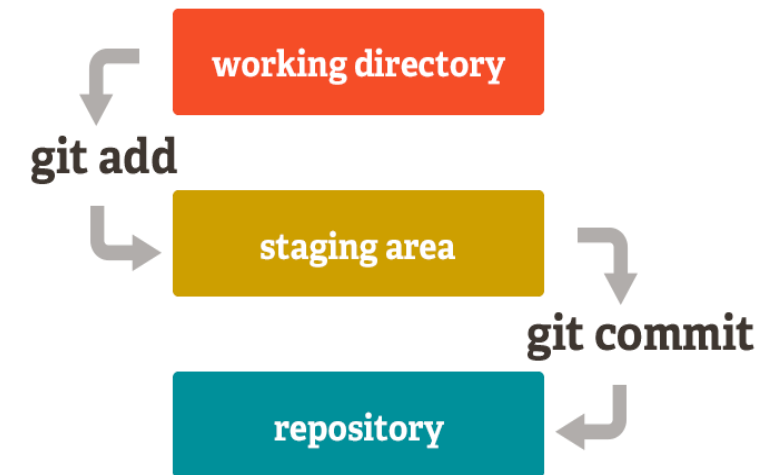 working directory
git add
staging area
git commit
repository